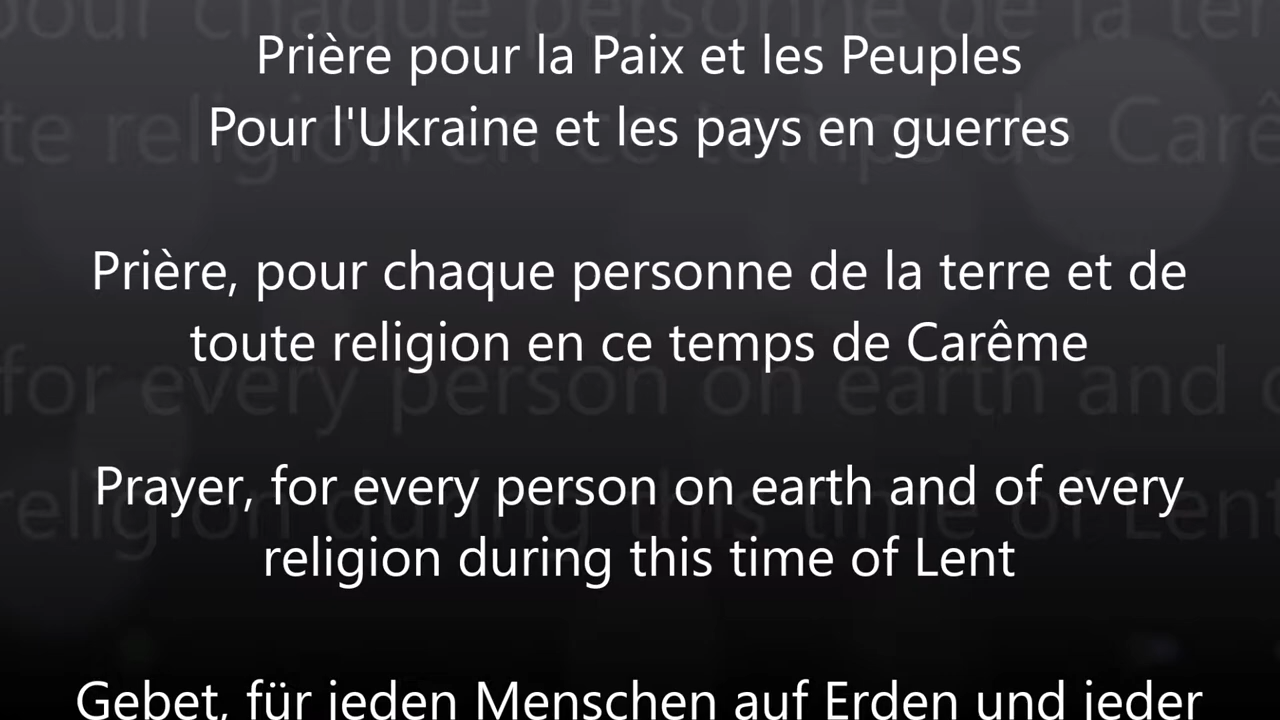 Prière pour la Paix et les Peuples
Pour l'Ukraine et les pays en guerres
Prière, pour chaque personne de la terre et de
toute religion en ce temps de Carême
Prayer, for every person on earth and of every
religion during this time of Lent
Gebet, für jeden Menschen auf Erden und jeder